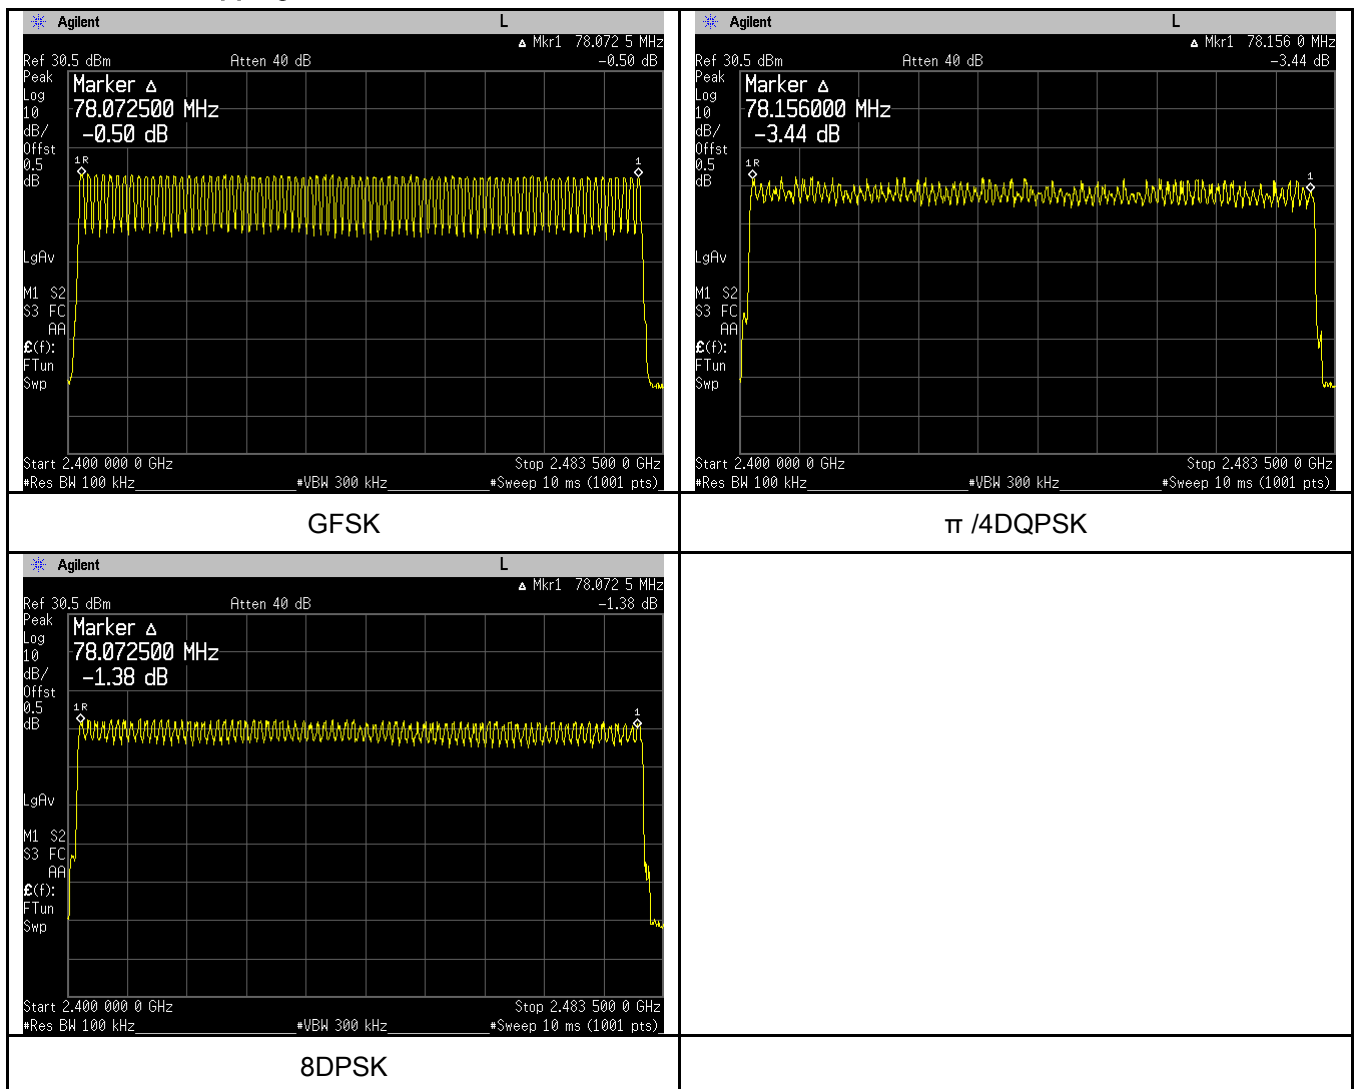 Agilent L
Δ Mkr1 78.072 5 MHz
Ref 30.5 dBm Atten 40 dB -0.50 dB
Peak
Log
10
dB/
Offst
0.5
dB
Marker Δ
78.072500 MHz
-0.50 dB
1R 1
LgAv
M1 S2
S3 FC
AA
£(f):
FTun
Swp
Start 2.400 000 0 GHz Stop 2.483 500 0 GHz
#Res BW 100 kHz #VBW 300 kHz #Sweep 10 ms (1001 pts)
GFSK
Agilent L
Δ Mkr1 78.156 0 MHz
Ref 30.5 dBm Atten 40 dB -3.44 dB
Peak
Log
10
dB/
Offst
0.5
dB
Marker Δ
78.156000 MHz
-3.44 dB
1R 1
LgAv
M1 S2
S3 FC
AA
£(f):
FTun
Swp
Start 2.400 000 0 GHz Stop 2.483 500 0 GHz
#Res BW 100 kHz #VBW 300 kHz #Sweep 10 ms (1001 pts)
π /4DQPSK
Agilent L
Δ Mkr1 78.072 5 MHz
Ref 30.5 dBm Atten 40 dB -1.38 dB
Peak
Log
10
dB/
Offst
0.5
dB
Marker Δ
78.072500 MHz
-1.38 dB
1R 1
LgAv
M1 S2
S3 FC
AA
£(f):
FTun
Swp
Start 2.400 000 0 GHz Stop 2.483 500 0 GHz
#Res BW 100 kHz #VBW 300 kHz #Sweep 10 ms (1001 pts)
8DPSK